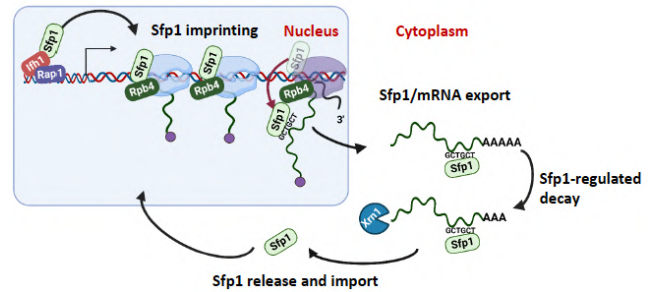 Sfp1 imprinting
Nucleus
Cytoplasm
Sfp1
Ifh1
Rap1
Sfp1
Rpb4
Sfp1
Rpb4
Sfp1
Rpb4
Sfp1
GCTGCT
3'
Sfp1/mRNA export
AAAAA
GCTGCT
Sfp1
Sfp1-regulated
decay
Xrn1
AAA
GCTGCT
Sfp1
Sfp1
Sfp1 release and import